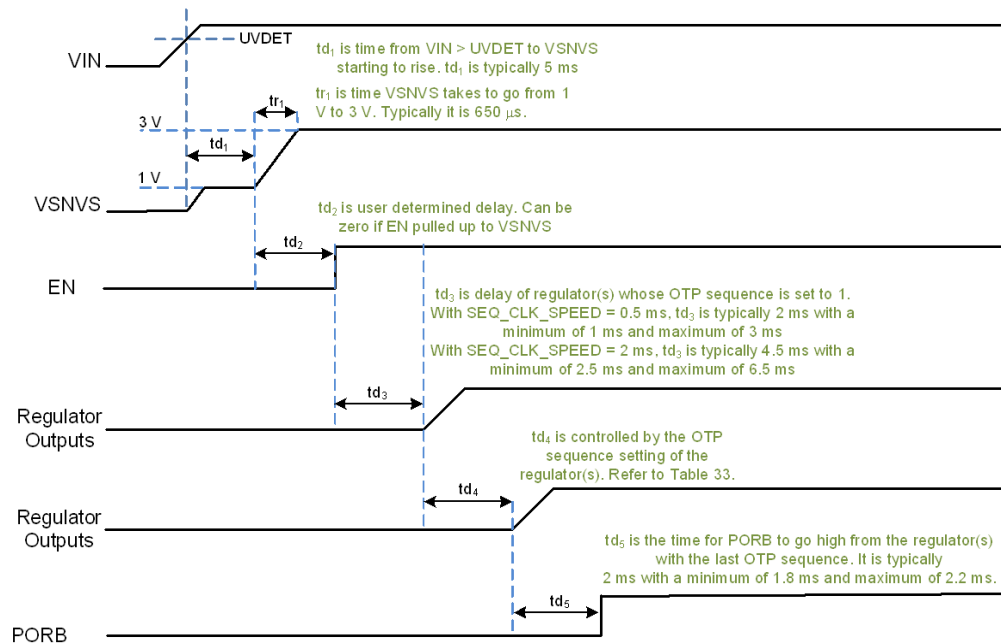 UVDET
VIN
td1 is time from VIN > UVDET to VSNVS
starting to rise. td1 is typically 5 ms
tr1
tr1 is time VSNVS takes to go from 1
V to 3 V. Typically it is 650 µs.
3 V
td1
1 V
VSNVS
td2 is user determined delay. Can be
zero if EN pulled up to VSNVS
td2
EN
td3 is delay of regulator(s) whose OTP sequence is set to 1.
With SEQ_CLK_SPEED = 0.5 ms, td3 is typically 2 ms with a
minimum of 1 ms and maximum of 3 ms
With SEQ_CLK_SPEED = 2 ms, td3 is typically 4.5 ms with a
minimum of 2.5 ms and maximum of 6.5 ms
td3
Regulator
Outputs
td4 is controlled by the OTP
sequence setting of the
regulator(s). Refer to Table 33.
td4
Regulator
Outputs
td5 is the time for PORB to go high from the regulator(s)
with the last OTP sequence. It is typically
2 ms with a minimum of 1.8 ms and maximum of 2.2 ms.
td5
PORB